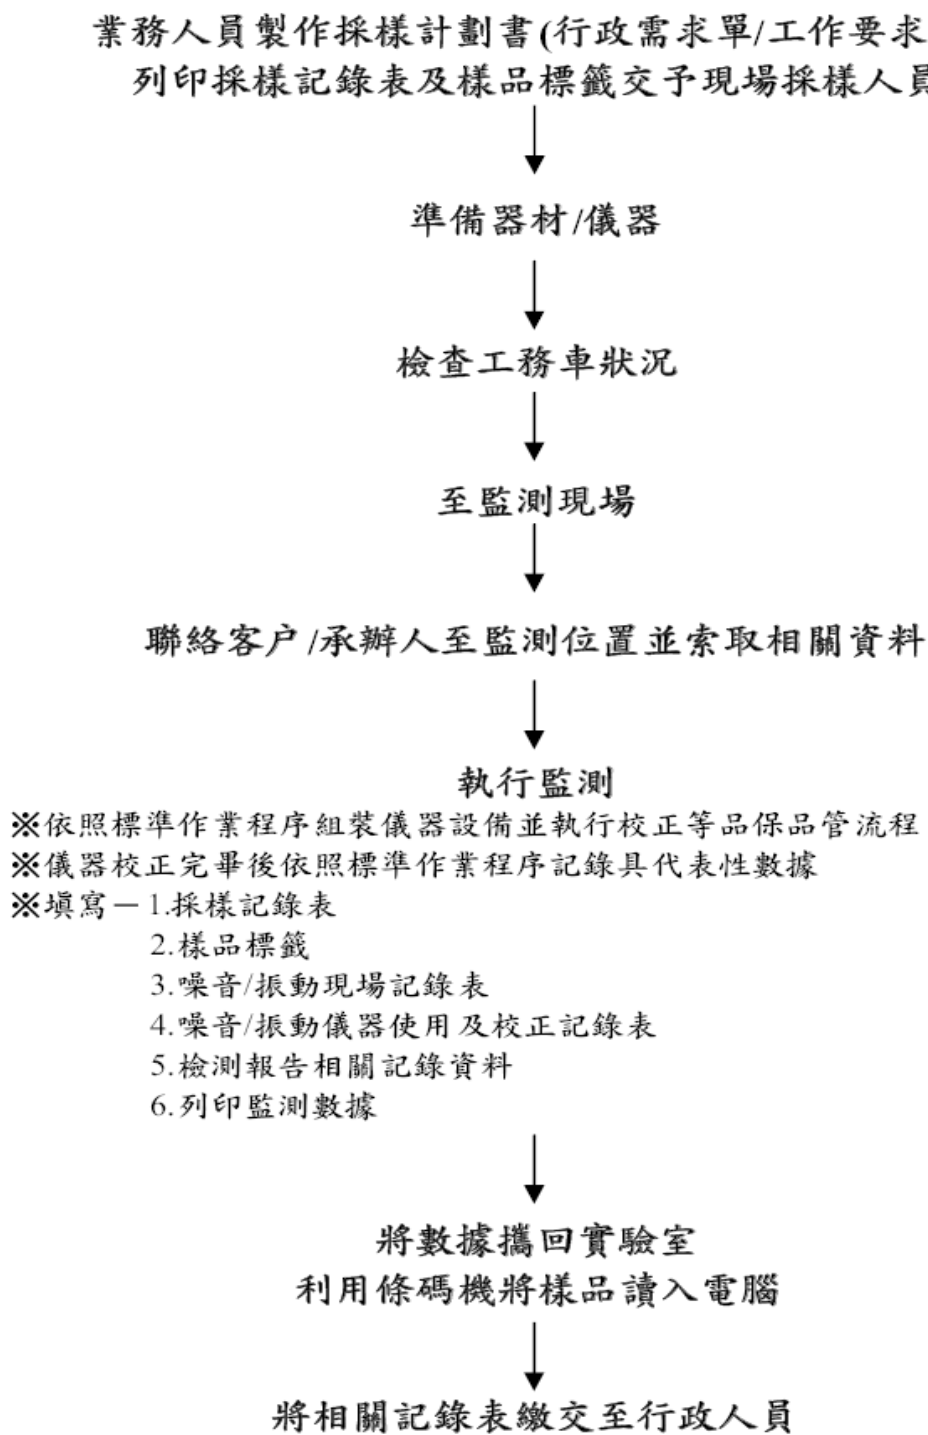 業務人員製作採樣計劃書(行政需求單/工作要求
列印採樣記錄表及樣品標籤交予現場採樣人員
準備器材/儀器
檢查工務車狀況
至監測現場
聯絡客戶/承辦人至監測位置並索取相關資料
執行監測
※依照標準作業程序組裝儀器設備並執行校正等品保品管流程
※儀器校正完畢後依照標準作業程序記錄具代表性數據
※填寫－1.採樣記錄表
2.樣品標籤
3.噪音/振動現場記錄表
4.噪音/振動儀器使用及校正記錄表
5.檢測報告相關記錄資料
6.列印監測數據
將數據攜回實驗室
利用條碼機將樣品讀入電腦
將相關記錄表繳交至行政人員